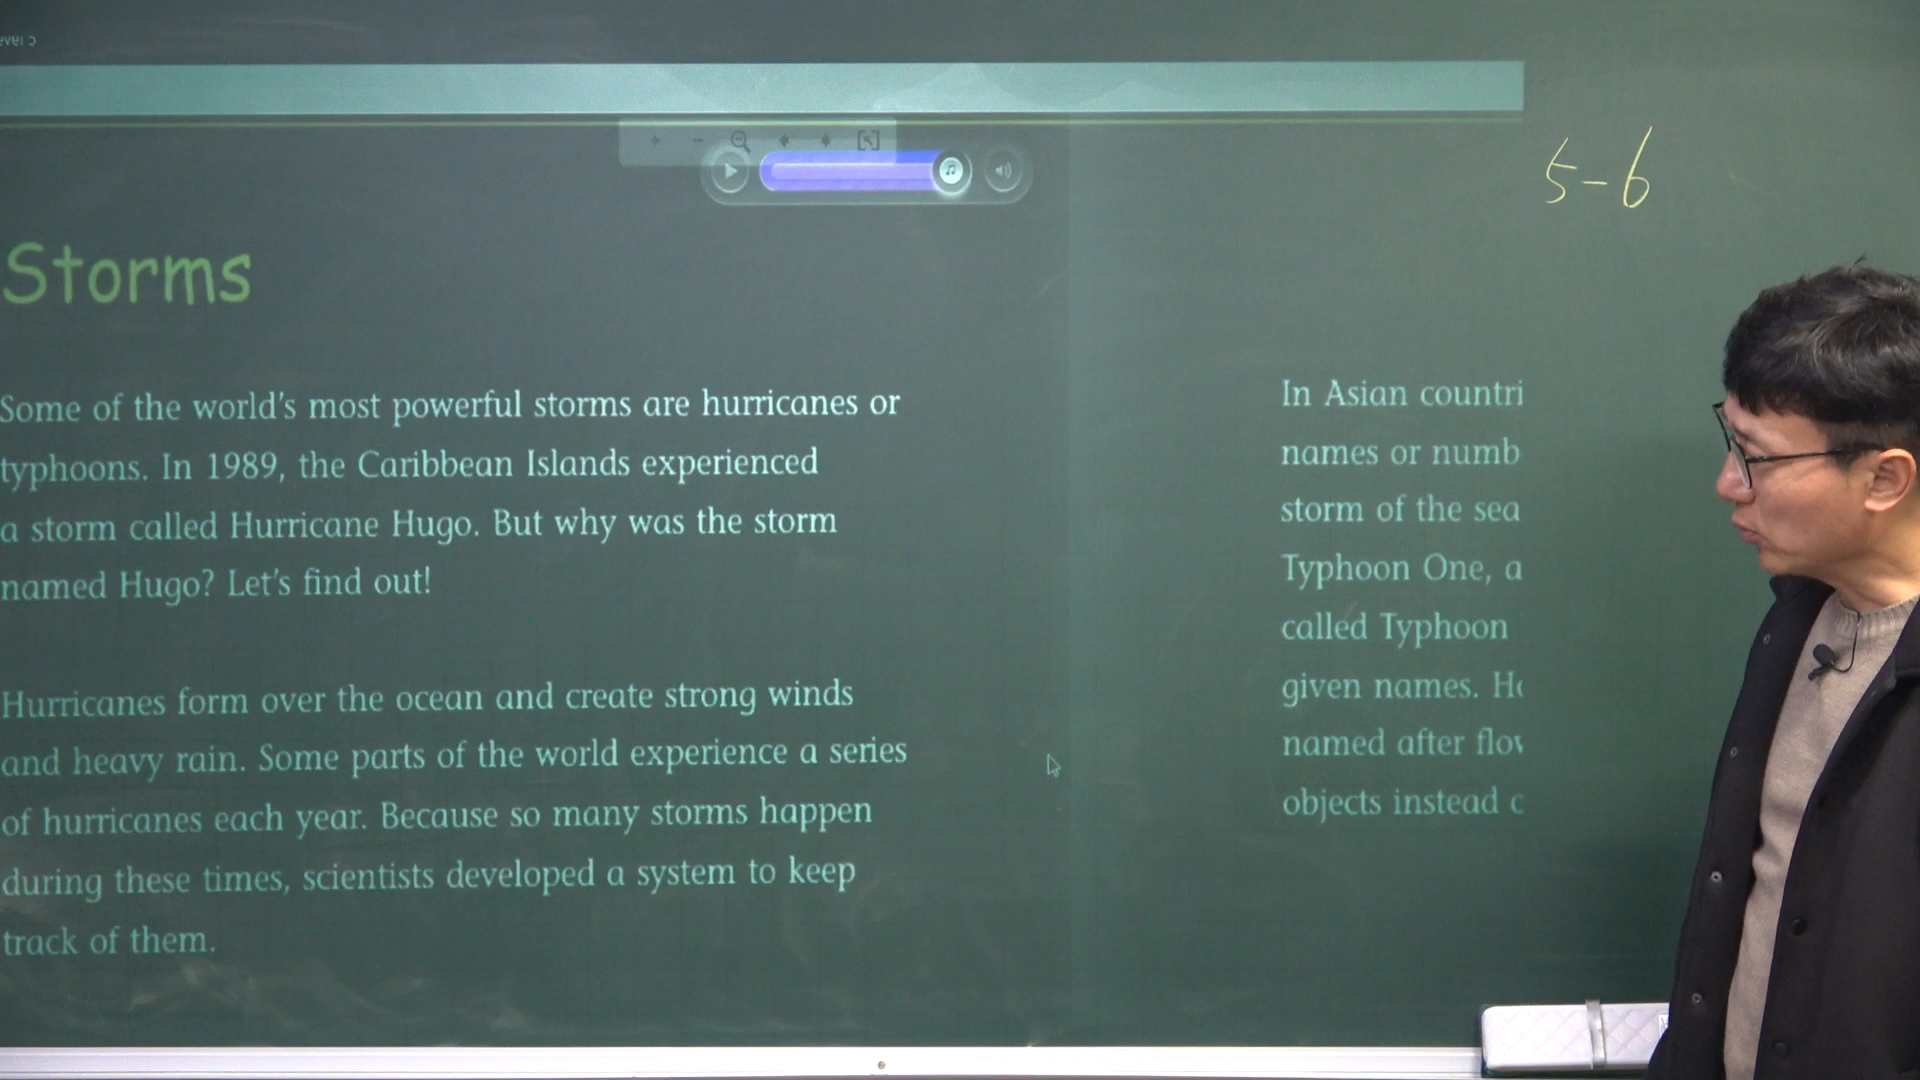 5-6
Storms
Some of the world's most powerful storms are hurricanes or
typhoons. In 1989, the Caribbean Islands experienced
a storm called Hurricane Hugo. But why was the storm
named Hugo? Let's find out!
Hurricanes form over the ocean and create strong winds
and heavy rain. Some parts of the world experience a series
of hurricanes each year. Because so many storms happen
during these times, scientists developed a system to keep
track of them.
In Asian countri
names or numb
storm of the sea
Typhoon One, a
called Typhoon
given names. H
named after flo
objects instead